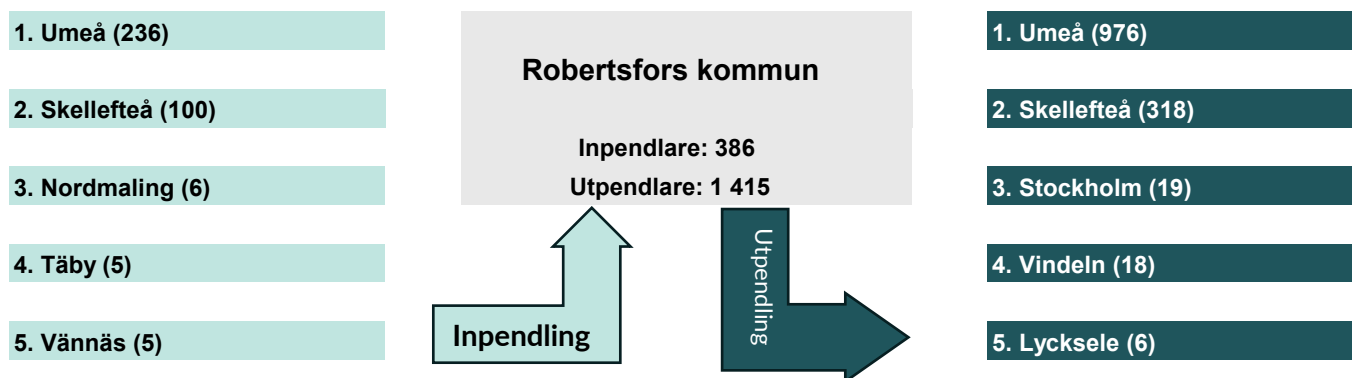 1. Umeå (236)
2. Skellefteå (100)
3. Nordmaling (6)
4. Täby (5)
5. Vännäs (5)
Robertsfors kommun
Inpendlare: 386
Utpendlare: 1 415
Inpendling
Utpendling
1. Umeå (976)
2. Skellefteå (318)
3. Stockholm (19)
4. Vindeln (18)
5. Lycksele (6)